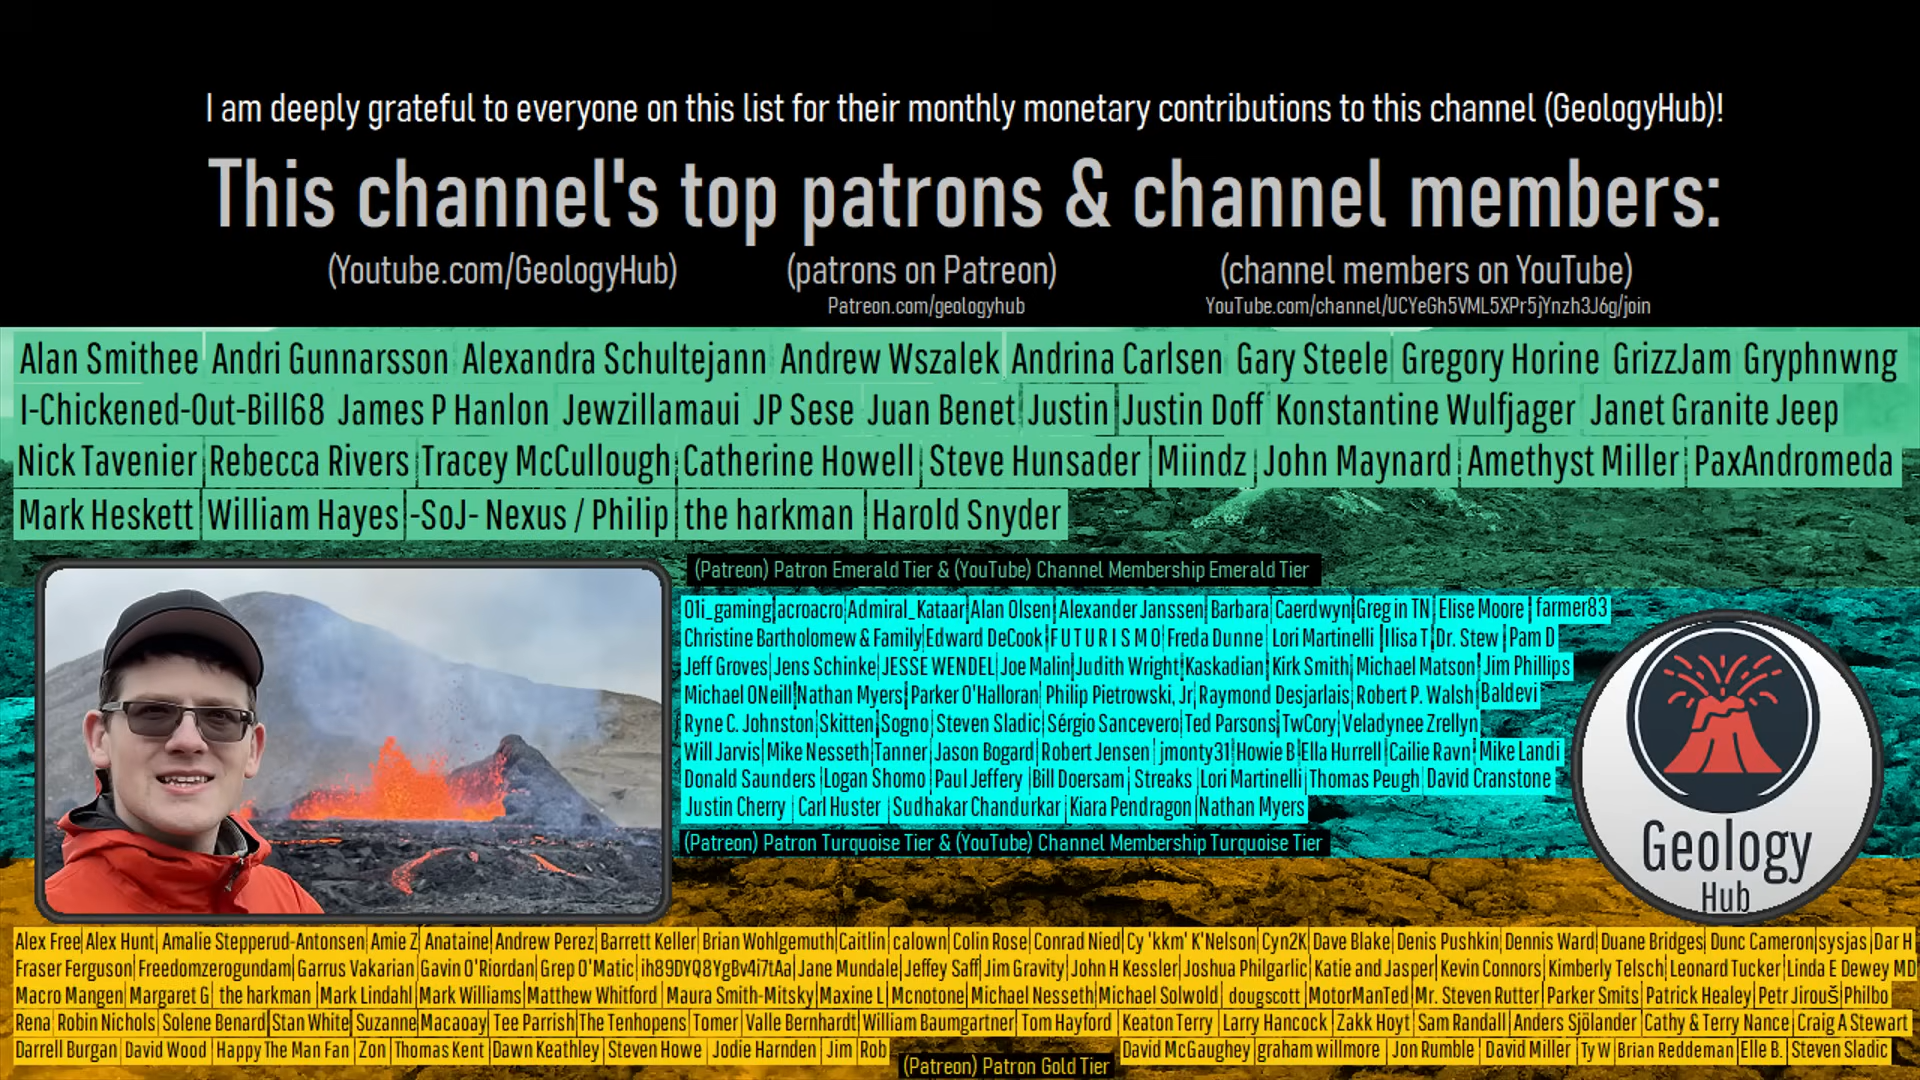 I am deeply grateful to everyone on this list for their monthly monetary contributions to this channel (GeologyHub)!
This channel's top patrons & channel members:
(Youtube.com/GeologyHub) (patrons on Patreon) (channel members on YouTube)
Patreon.com/geologyhub YouTube.com/channel/UCYeGh5VML5XPr5jYnzh3J6g/join
Alan Smithee Andri Gunnarsson Alexandra Schultejann Andrew Wszalek Andrina Carlsen Gary Steele Gregory Horine GrizzJam Gryphnwng
I-Chickened-Out-Bill68 James P Hanlon Jewzillamaui JP Sese Juan Benet Justin Justin Doff Konstantine Wulfjager Janet Granite Jeep
Nick Tavenier Rebecca Rivers Tracey McCullough Catherine Howell Steve Hunsader Miindz John Maynard Amethyst Miller PaxAndromeda
Mark Heskett William Hayes -SoJ- Nexus / Philip the harkman Harold Snyder
(Patreon) Patron Emerald Tier & (YouTube) Channel Membership Emerald Tier
O1i_gaming acroacro Admiral_Kataar Alan Olsen Alexander Janssen Barbara Caerdwyn Greg in TN Elise Moore farmer83
Christine Bartholomew & Family Edward DeCook F U T U R I S M O Freda Dunne Lori Martinelli Ilisa T Dr. Stew Pam D
Jeff Groves Jens Schinke JESSE WENDEL Joe Malin Judith Wright Kaskadian Kirk Smith Michael Matson Jim Phillips
Michael ONeill Nathan Myers Parker O'Halloran Philip Pietrowski, Jr Raymond Desjarlais Robert P. Walsh Baldevi
Ryne C. Johnston Skitten Sogno Steven Sladic Sérgio Sancevero Ted Parsons TwCory Veladynee Zrellyn
Will Jarvis Mike Nesseth Tanner Jason Bogard Robert Jensen jmonty31 Howie B Ella Hurrell Cailie Ravn Mike Landi
Donald Saunders Logan Shomo Paul Jeffery Bill Doersam Streaks Lori Martinelli Thomas Peugh David Cranstone
Justin Cherry Carl Huster Sudhakar Chandurkar Kiara Pendragon Nathan Myers
(Patreon) Patron Turquoise Tier & (YouTube) Channel Membership Turquoise Tier
Geology
Hub
Alex Free Alex Hunt Amalie Stepperud-Antonsen Amie Z Anataine Andrew Perez Barrett Keller Brian Wohlgemuth Caitlin calown Colin Rose Conrad Nied Cy 'kkm' K'Nelson Cyn2K Dave Blake Denis Pushkin Dennis Ward Duane Bridges Dunc Cameron sysjas Dar H
Fraser Ferguson Freedomzerogundam Garrus Vakarian Gavin O'Riordan Grep O'Matic ih89DYQ8YgBv4i7tAa Jane Mundale Jeffey Saff Jim Gravity John H Kessler Joshua Philgarlic Katie and Jasper Kevin Connors Kimberly Telsch Leonard Tucker Linda E Dewey MD
Macro Mangen Margaret G the harkman Mark Lindahl Mark Williams Matthew Whitford Maura Smith-Mitsky Maxine L Mcnotone Michael Nesseth Michael Solwold dougscott MotorManTed Mr. Steven Rutter Parker Smits Patrick Healey Petr Jirouš Philbo
Rena Robin Nichols Solene Benard Stan White Suzanne Macaoay Tee Parrish The Tenhopens Tomer Valle Bernhardt William Baumgartner Tom Hayford Keaton Terry Larry Hancock Zakk Hoyt Sam Randall Anders Sjölander Cathy & Terry Nance Craig A Stewart
Darrell Burgan David Wood Happy The Man Fan Zon Thomas Kent Dawn Keathley Steven Howe Jodie Harnden Jim Rob David McGaughey graham willmore Jon Rumble David Miller Ty W Brian Reddeman Elle B. Steven Sladic
(Patreon) Patron Gold Tier